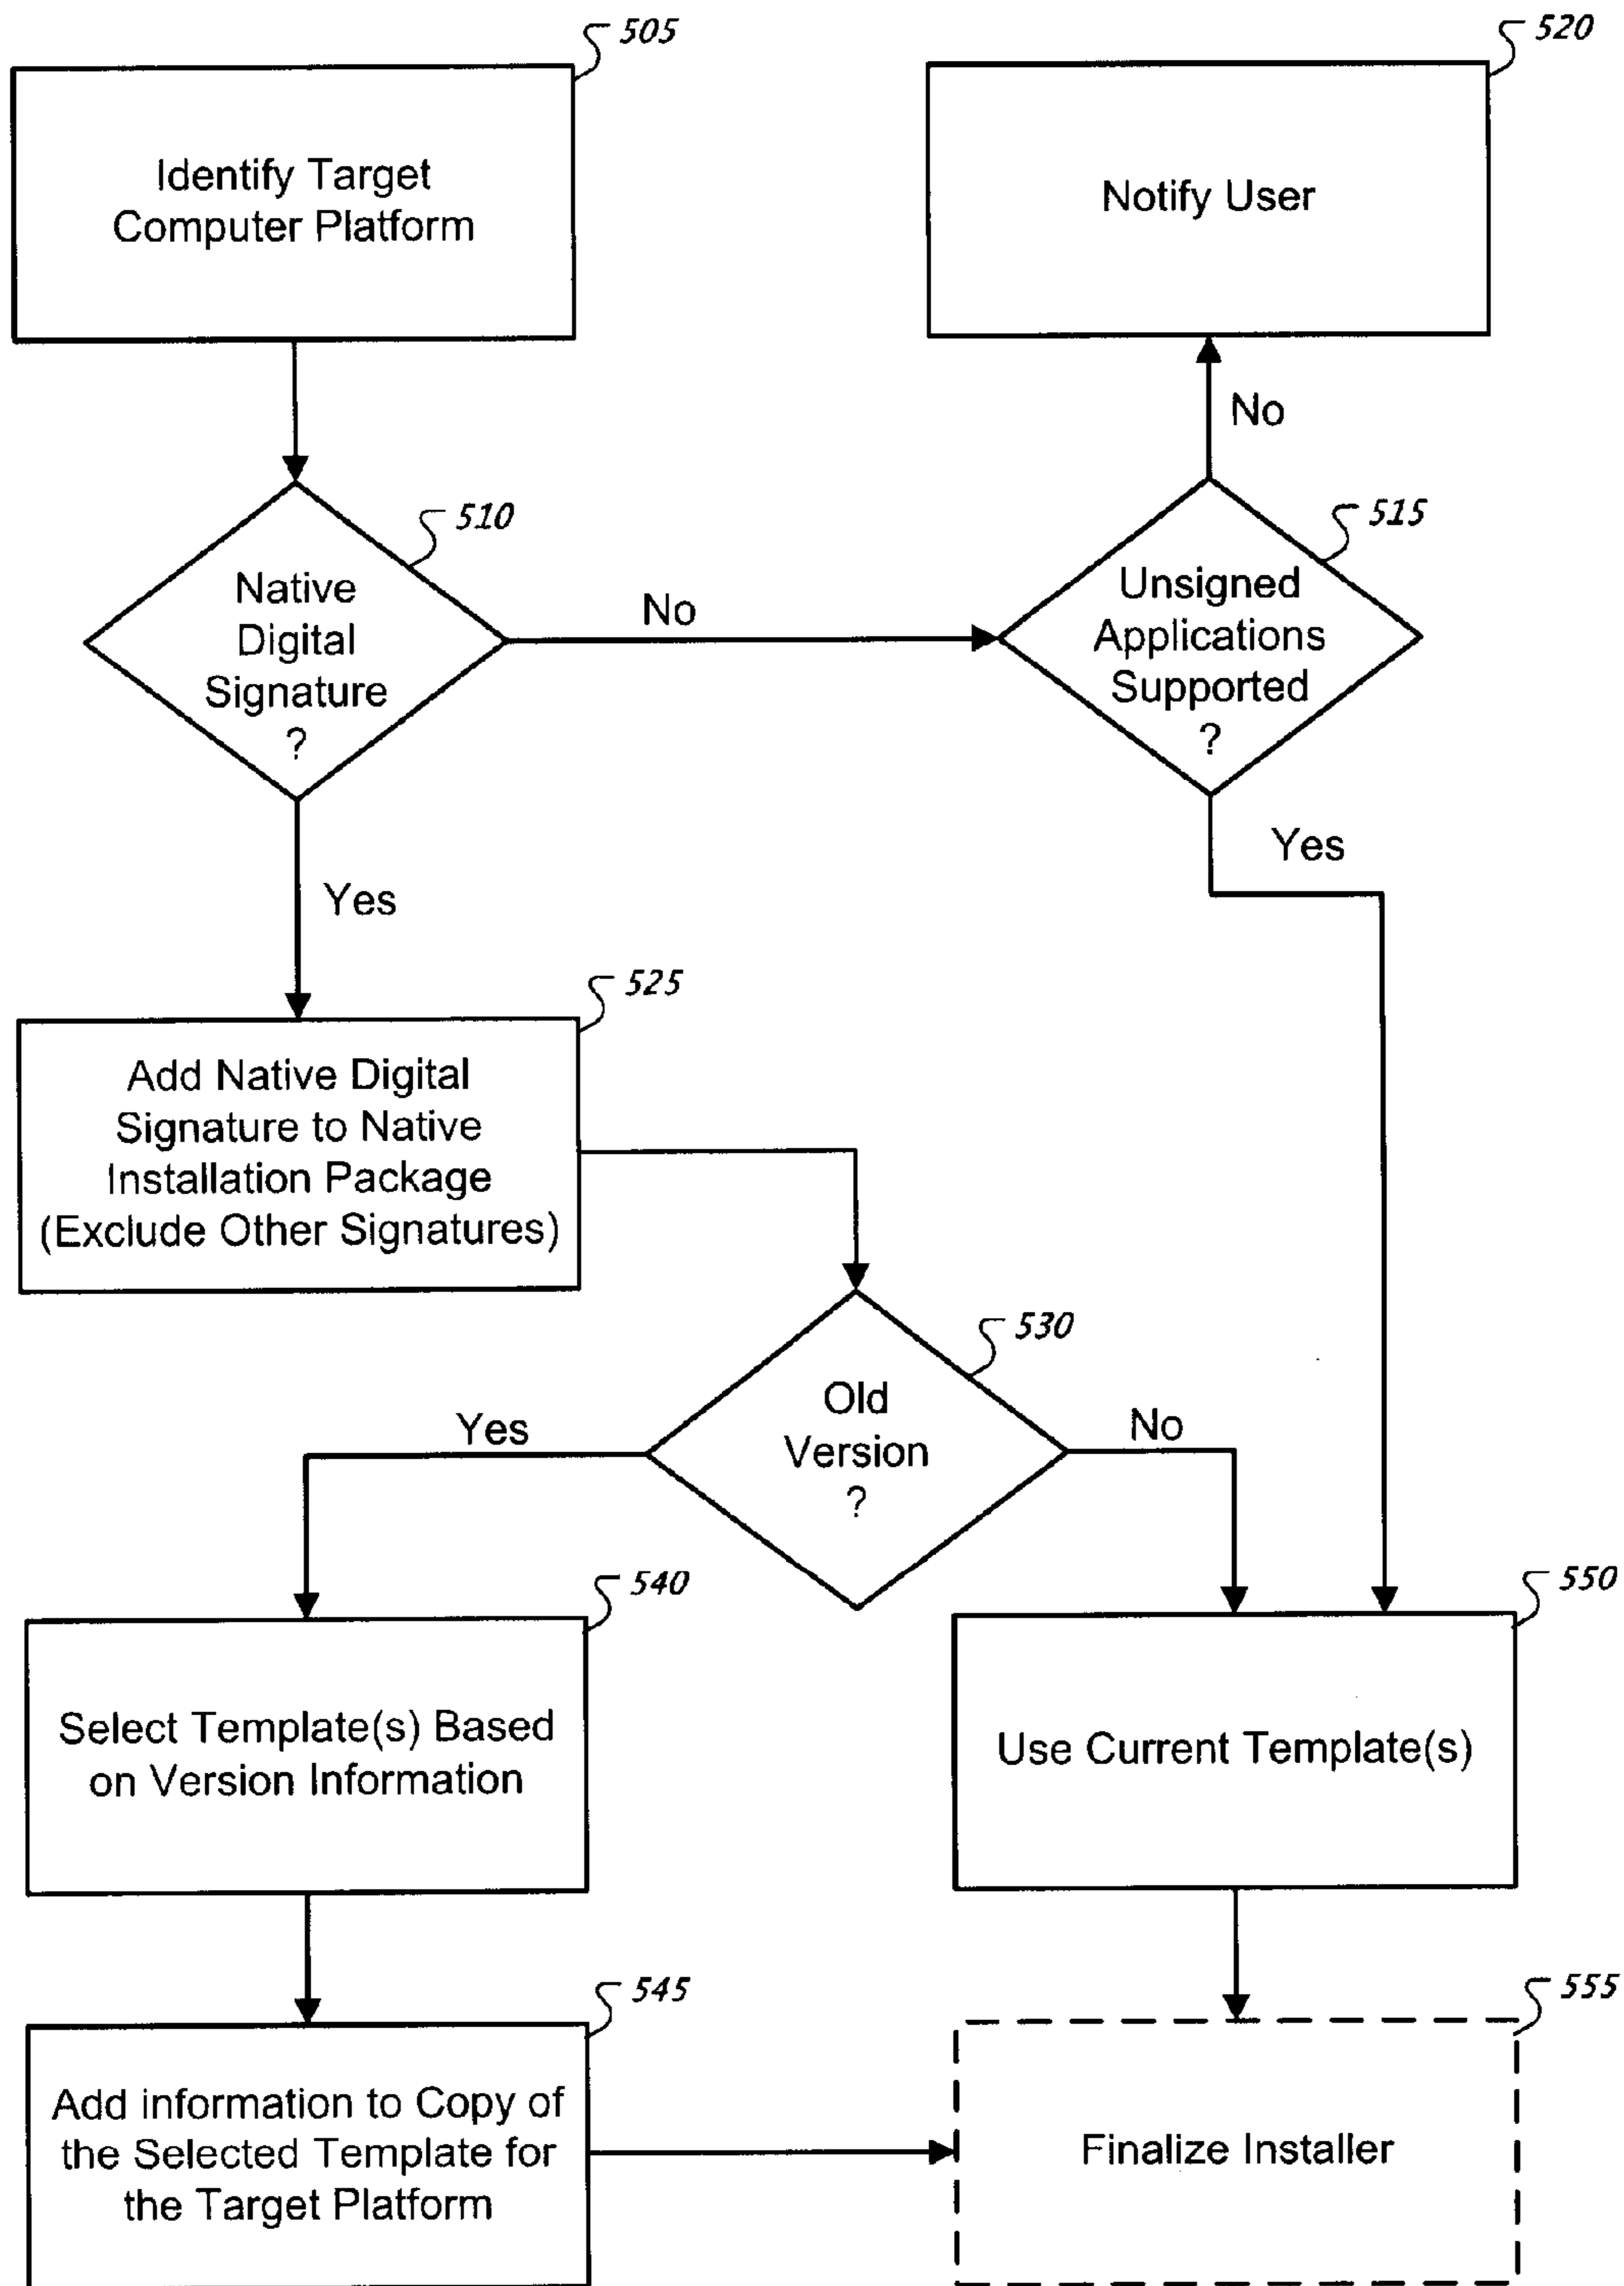 505
Identify Target
Computer Platform
520
Notify User
No
510
Native
Digital
Signature
?
No
515
Unsigned
Applications
Supported
?
Yes
Yes
525
Add Native Digital
Signature to Native
Installation Package
(Exclude Other Signatures)
530
Old
Version
?
Yes
No
540
Select Template(s) Based
on Version Information
550
Use Current Template(s)
545
Add information to Copy of
the Selected Template for
the Target Platform
555
Finalize Installer